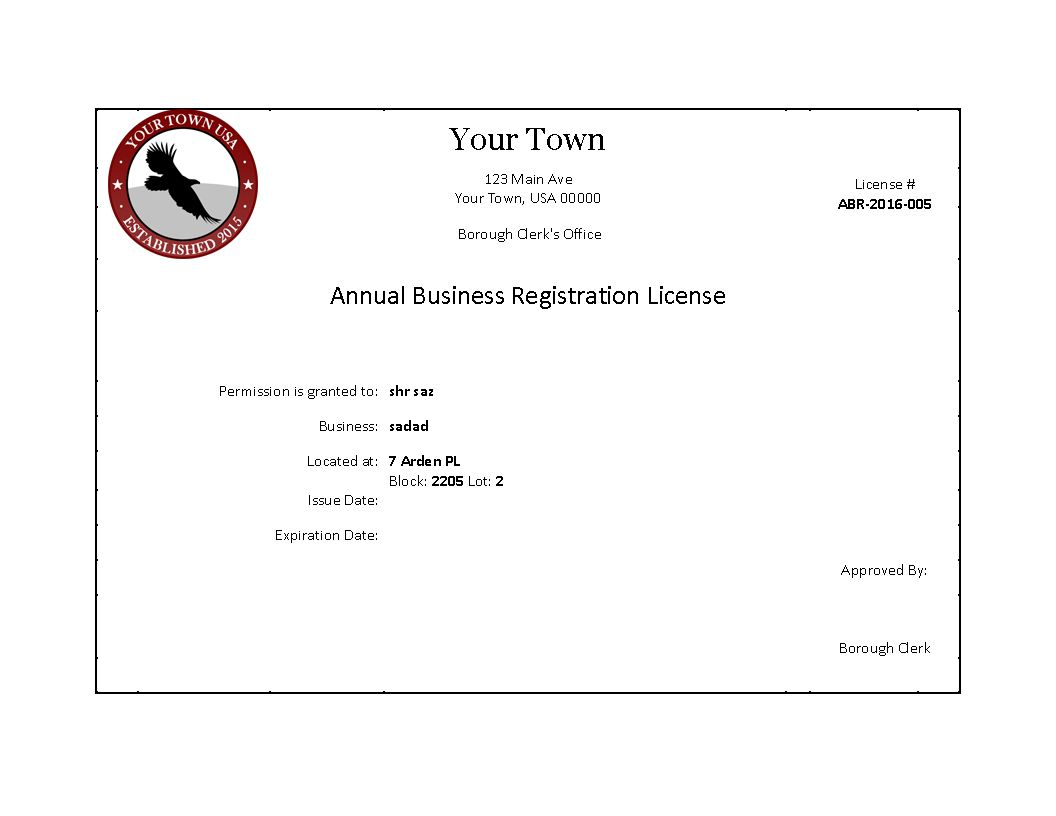 YOUR TOWN USA
ESTABLISHED 2015
Your Town
123 Main Ave
Your Town, USA 00000
Borough Clerk's Office
License #
ABR-2016-005
Annual Business Registration License
Permission is granted to: shr saz
Business: sadad
Located at: 7 Arden PL
Block: 2205 Lot: 2
Issue Date:
Expiration Date:
Approved By:
Borough Clerk